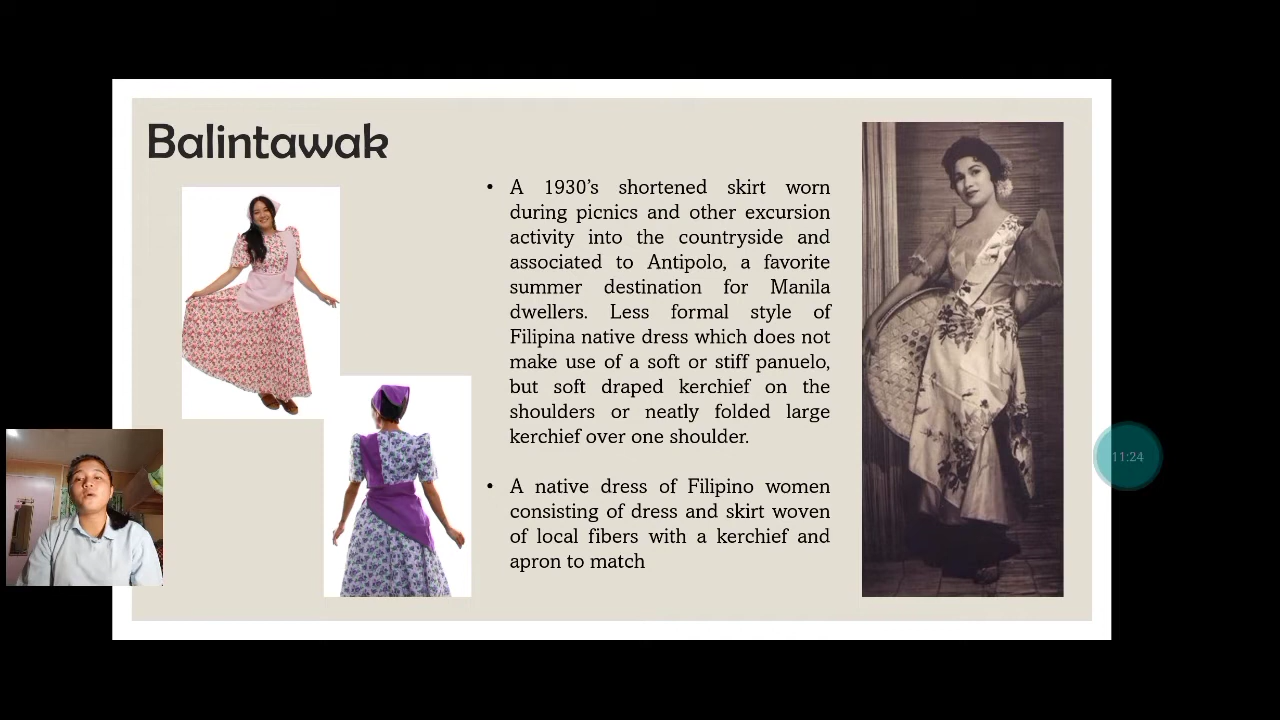 Balintawak
• A 1930's shortened skirt worn
during picnics and other excursion
activity into the countryside and
associated to Antipolo, a favorite
summer destination for Manila
dwellers. Less formal style of
Filipina native dress which does not
make use of a soft or stiff panuelo,
but soft draped kerchief on the
shoulders or neatly folded large
kerchief over one shoulder.
• A native dress of Filipino women
consisting of dress and skirt woven
of local fibers with a kerchief and
apron to match
11:24